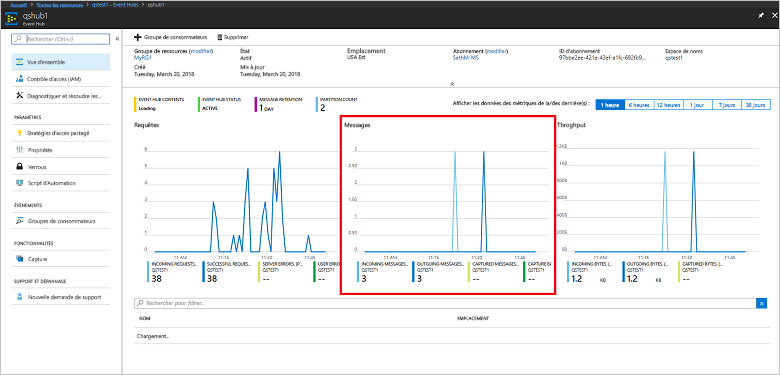 Accueil > Toutes les resources > qstest1 - Event Hubs > qshub1
qshub1
Event Hub
Rechercher (Ctrl+/)
Vue d'ensemble
Contrôle d'accès (IAM)
Diagnostiquer et résoudre les...
PARAMÈTRES
Stratégies d'accès partagé
Propriétés
Verrous
Script d'Automation
ÉVÉNEMENTS
Groupes de consommateurs
FONCTIONNALITÉS
Capture
SUPPORT ET DÉPANNAGE
Nouvelle demande de support
Groupe de consommateurs Supprimer
Groupe de ressources (modifier)
MyRG1
Créé
Tuesday, March 20, 2018
État
Actif
Mis à jour
Tuesday, March 20, 2018
Emplacement
USA Est
Abonnement (modifier)
SethM-MS
ID d'abonnement
Espace de noms
qstest1
EVENT HUB CONTENTS
Loading
EVENT HUB STATUS
ACTIVE
MESSAGE RETENTION
1 DAY
PARTITION COUNT
2
Afficher les données des métriques de la/des dernière(s) :
1 heure 6 heures 12 heures 1 jour 7 jours 30 jours
Requêtes
6
5
4
3
2
1
0
11 AM 11:15 11:30 11:45
INCOMING REQUESTS...
QSTEST1
38
SUCCESSFUL REQUES...
QSTEST1
38
SERVER ERRORS. (P...
QSTEST1
--
USER ERRO
QSTEST1
--
Messages
3
2.50
2
1.50
1
0.50
0
11 AM 11:15 11:30 11:45
INCOMING MESSAGES...
QSTEST1
3
OUTGOING MESSAGES...
QSTEST1
3
CAPTURED MESSAGES...
QSTEST1
--
CAPTURE BA
QSTEST1
--
Throghput
1.2KB
1KB
800B
600B
400B
200B
0B
11 AM 11:15 11:30 11:45
INCOMING BYTES. (...
QSTEST1
1.2 KB
OUTGOING BYTES. (...
QSTEST1
1.2 KB
CAPTURED BYTES. (...
QSTEST1
--
Rechercher pour filtrer...
NOM EMPLACEMENT
Chargement...